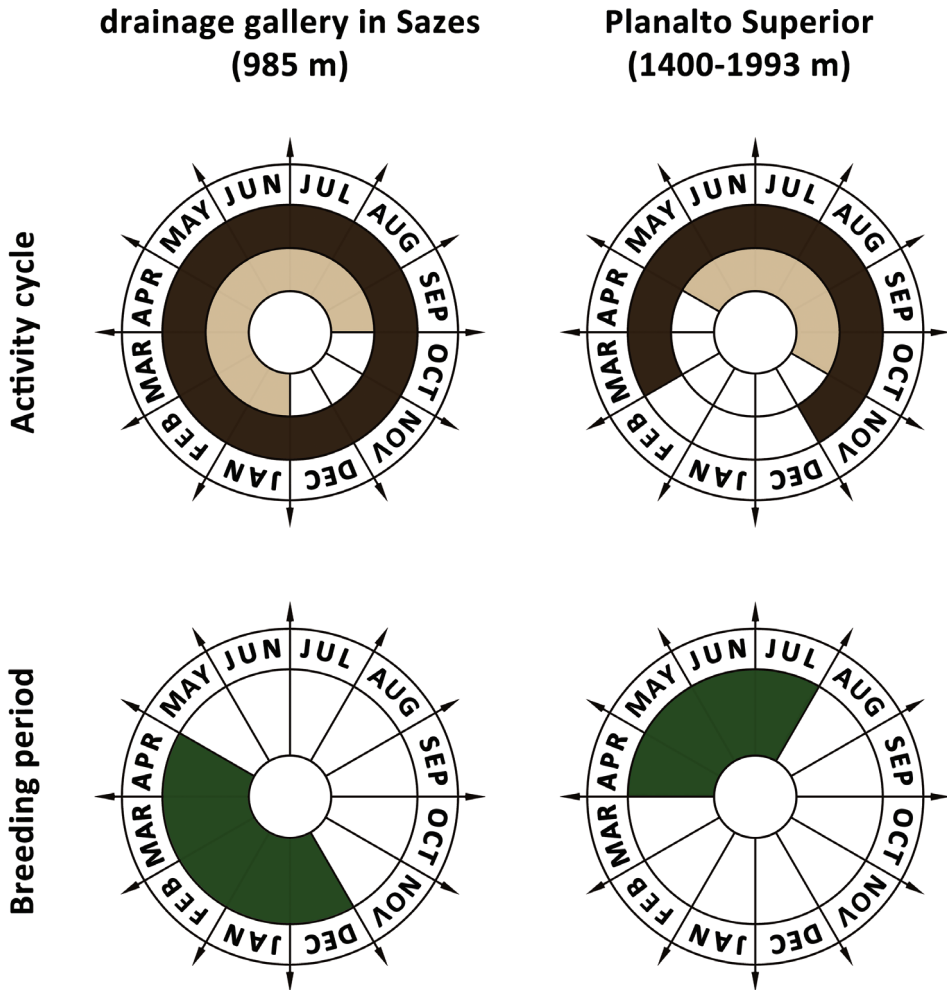 drainage gallery in Sazes
(985 m)
Planalto Superior
(1400-1993 m)
Activity cycle
JAN
FEB
MAR
APR
MAY
JUN
JUL
AUG
SEP
OCT
NOV
DEC
JAN
FEB
MAR
APR
MAY
JUN
JUL
AUG
SEP
OCT
NOV
DEC
Breeding period
JAN
FEB
MAR
APR
MAY
JUN
JUL
AUG
SEP
OCT
NOV
DEC
JAN
FEB
MAR
APR
MAY
JUN
JUL
AUG
SEP
OCT
NOV
DEC